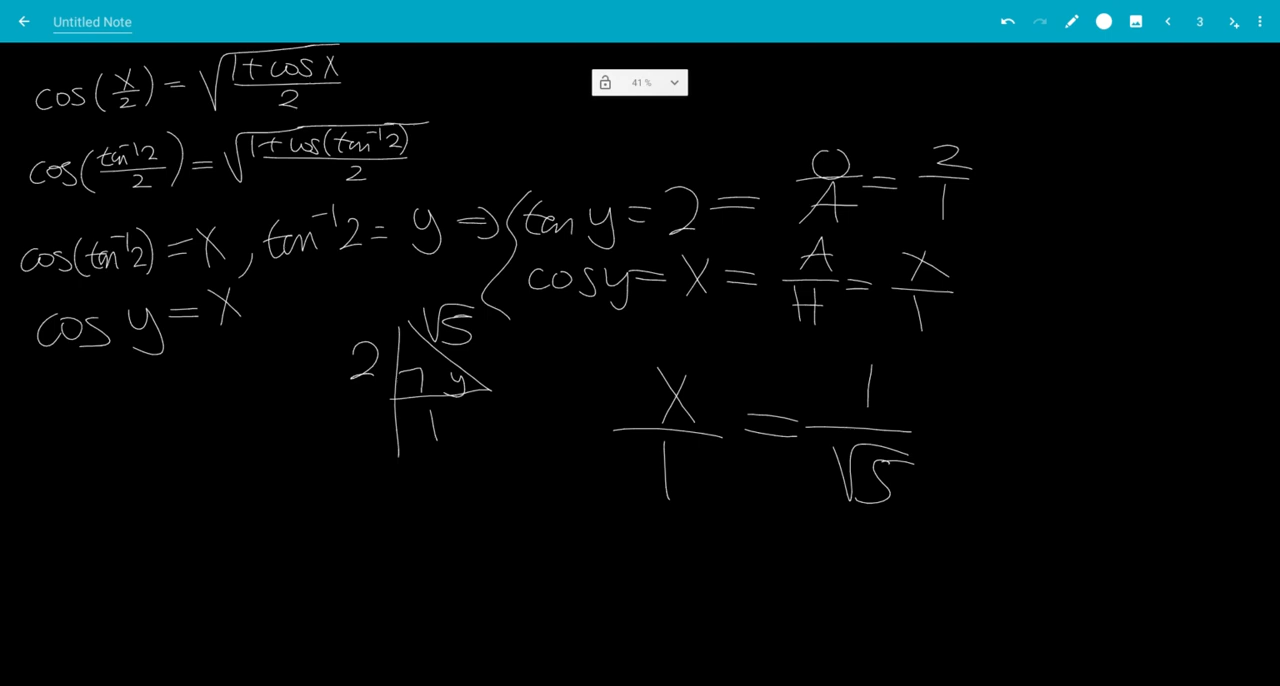 Untitled Note
3
41 %
cos(x/2) = √((1+cos x)/2)
cos(tan⁻¹2/2) = √((1+cos(tan⁻¹2))/2)
cos(tan⁻¹2) = x, tan⁻¹2 = y ⇒ { tan y = 2 = O/A = 2/1
cos y = x = A/H = x/1
cos y = x
2 √5 y 1
x/1 = 1/√5